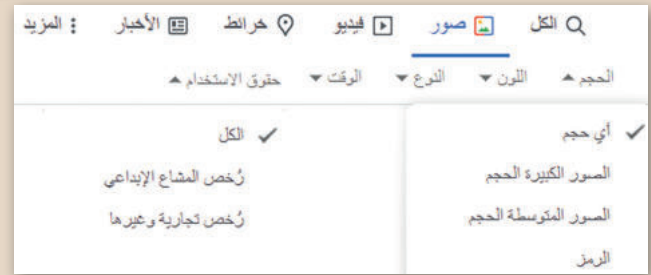 الكل صور فيديو خرائط الأخبار المزيد
الحجم اللون النوع الوقت حقوق الاستخدام
أي حجم
الصور الكبيرة الحجم
الصور المتوسطة الحجم
الرمز
الكل
رُخص المشاع الإبداعي
رُخص تجارية وغيرها